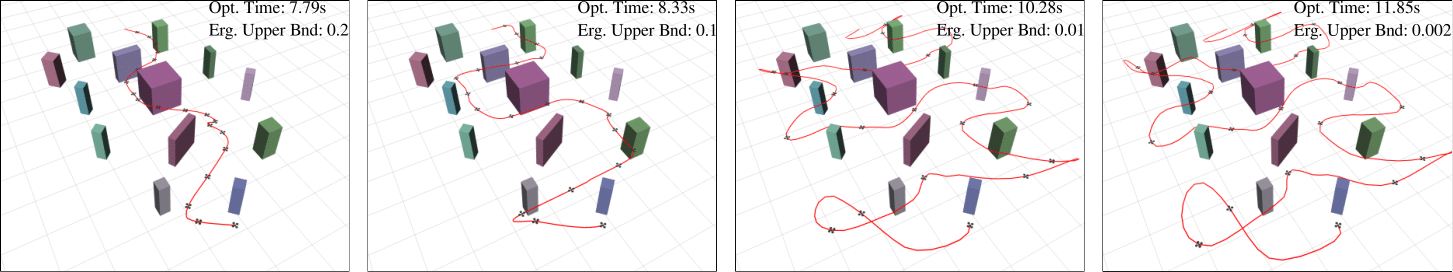 Opt. Time: 7.79s
Erg. Upper Bnd: 0.2
Opt. Time: 8.33s
Erg. Upper Bnd: 0.1
Opt. Time: 10.28s
Erg. Upper Bnd: 0.01
Opt. Time: 11.85s
Erg. Upper Bnd: 0.002